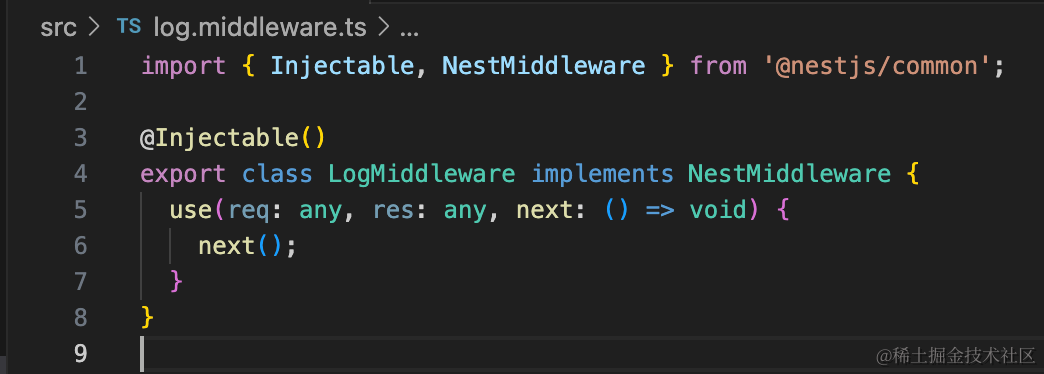 src > TS log.middleware.ts > ...
1 import { Injectable, NestMiddleware } from '@nestjs/common';
2
3 @Injectable()
4 export class LogMiddleware implements NestMiddleware {
5   use(req: any, res: any, next: () => void) {
6     next();
7   }
8 }
9
@稀土掘金技术社区